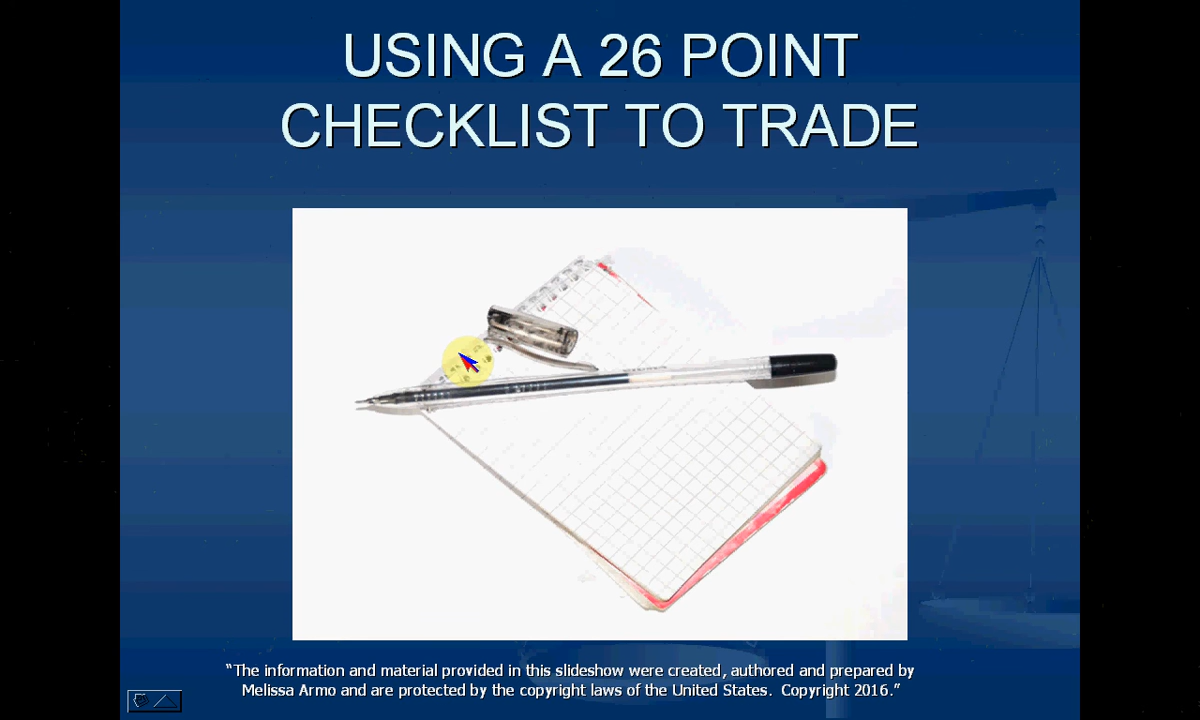 USING A 26 POINT
CHECKLIST TO TRADE
“The information and material provided in this slideshow were created, authored and prepared by
Melissa Armo and are protected by the copyright laws of the United States.  Copyright 2016.”